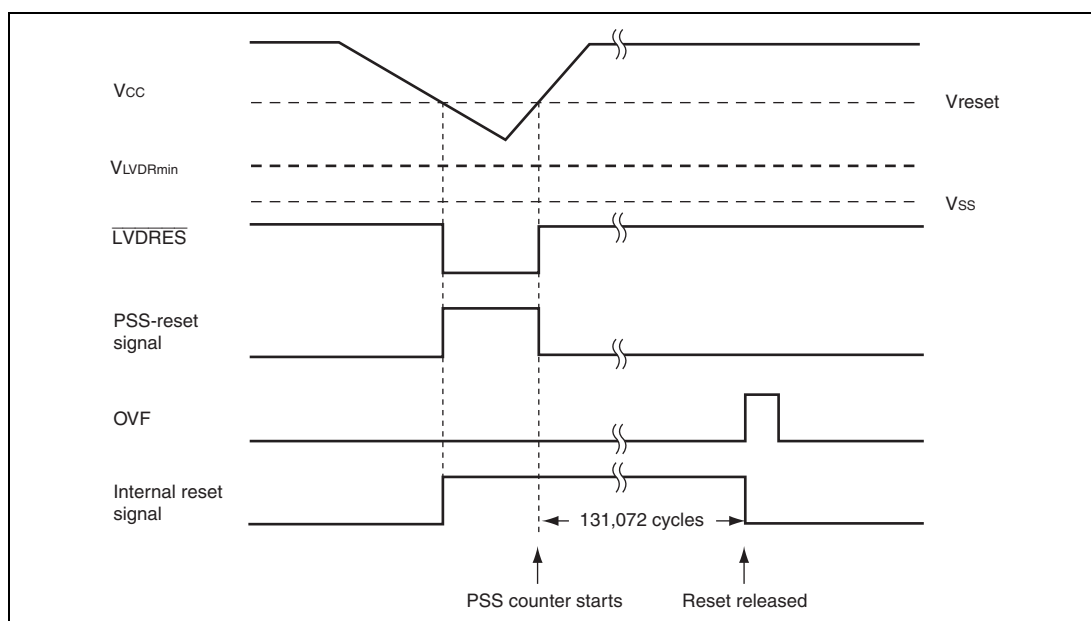 VCC
Vreset
VLVDRmin
VSS
LVDRES
PSS-reset
signal
OVF
Internal reset
signal
131,072 cycles
PSS counter starts
Reset released